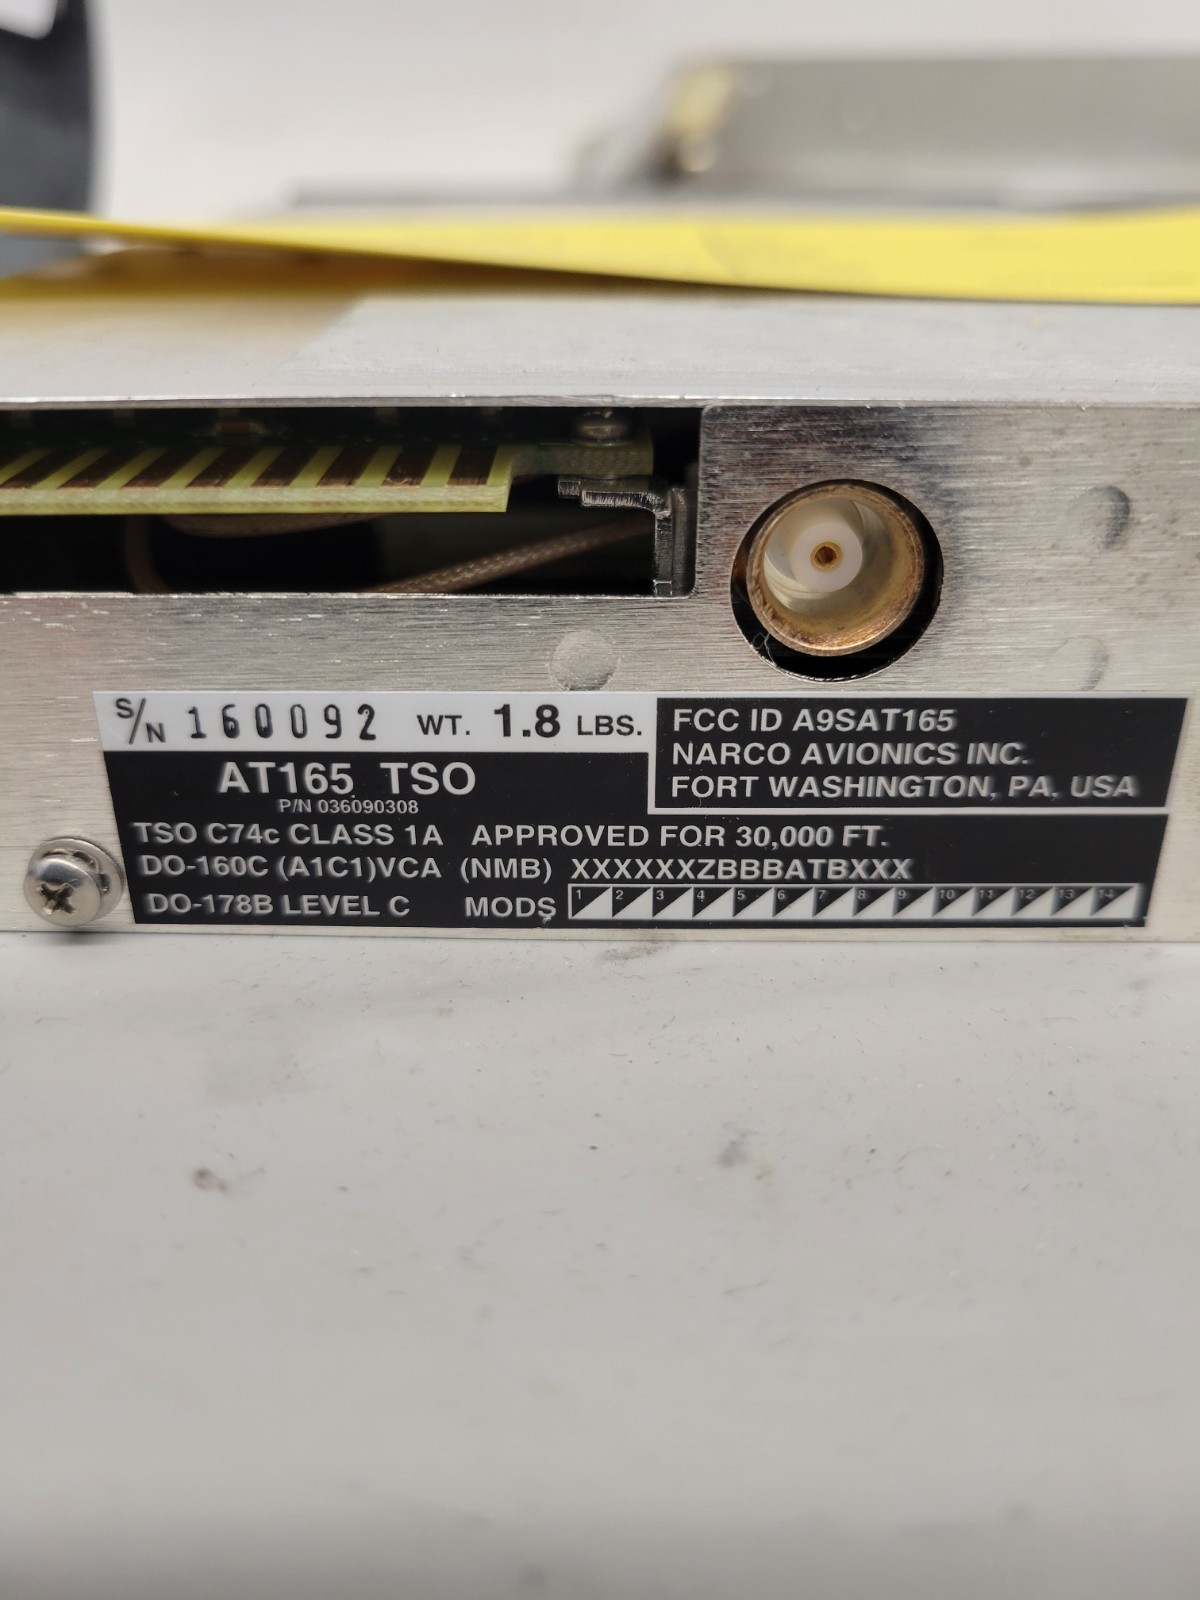 S/N 160092 WT. 1.8 LBS.
FCC ID A9SAT165
NARCO AVIONICS INC.
FORT WASHINGTON, PA, USA
AT165 TSO
P/N 036090308
TSO C74c CLASS 1A APPROVED FOR 30,000 FT.
DO-160C (A1C1)VCA (NMB) XXXXXXZBBBATBXXX
DO-178B LEVEL C MODS 1 2 3 4 5 6 7 8 9 10 11 12 13 14